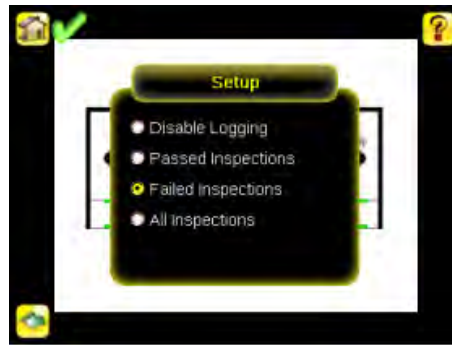 Setup
Disable Logging
Passed Inspections
Failed Inspections
All Inspections